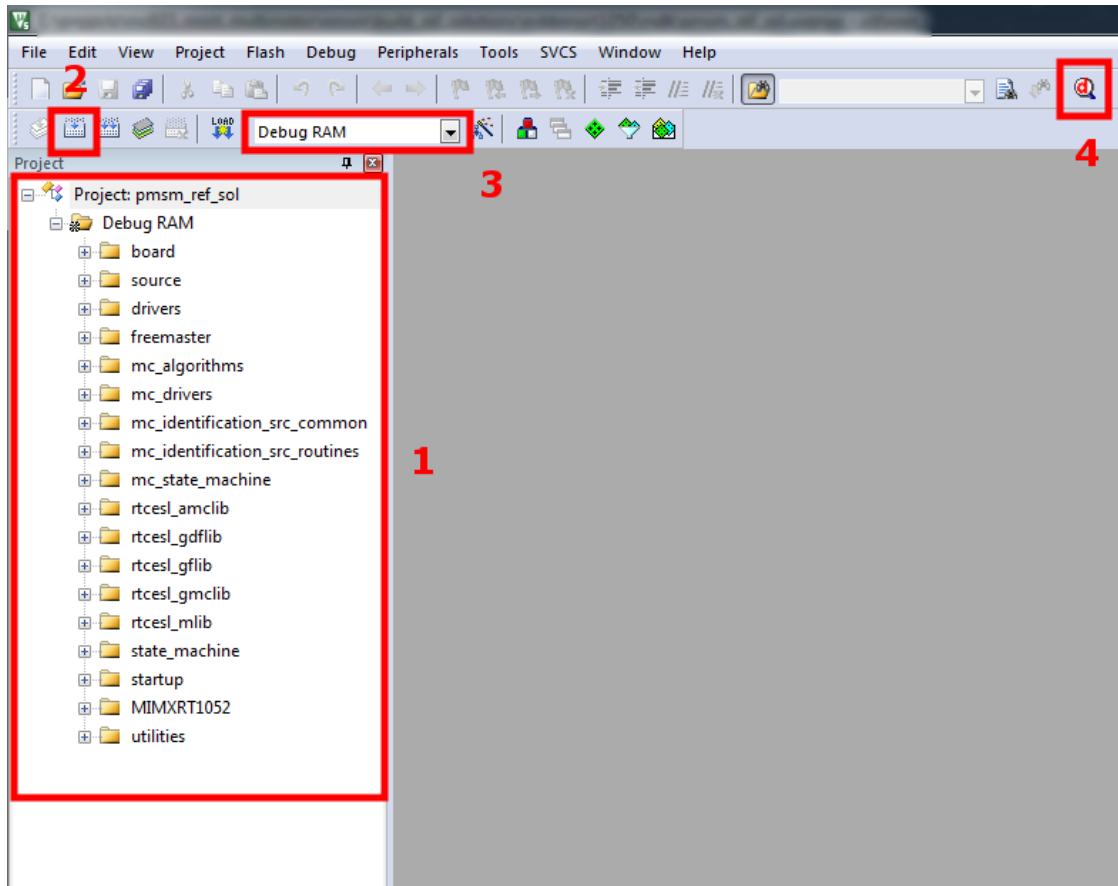 File Edit View Project Flash Debug Peripherals Tools SVCS Window Help
2
LOAD
Debug RAM
3
4
Project
Project: pmsm_ref_sol
Debug RAM
board
source
drivers
freemaster
mc_algorithms
mc_drivers
mc_identification_src_common
mc_identification_src_routines
1
mc_state_machine
rtcesl_amclib
rtcesl_gdflib
rtcesl_gflib
rtcesl_gmclib
rtcesl_mlib
state_machine
startup
MIMXRT1052
utilities